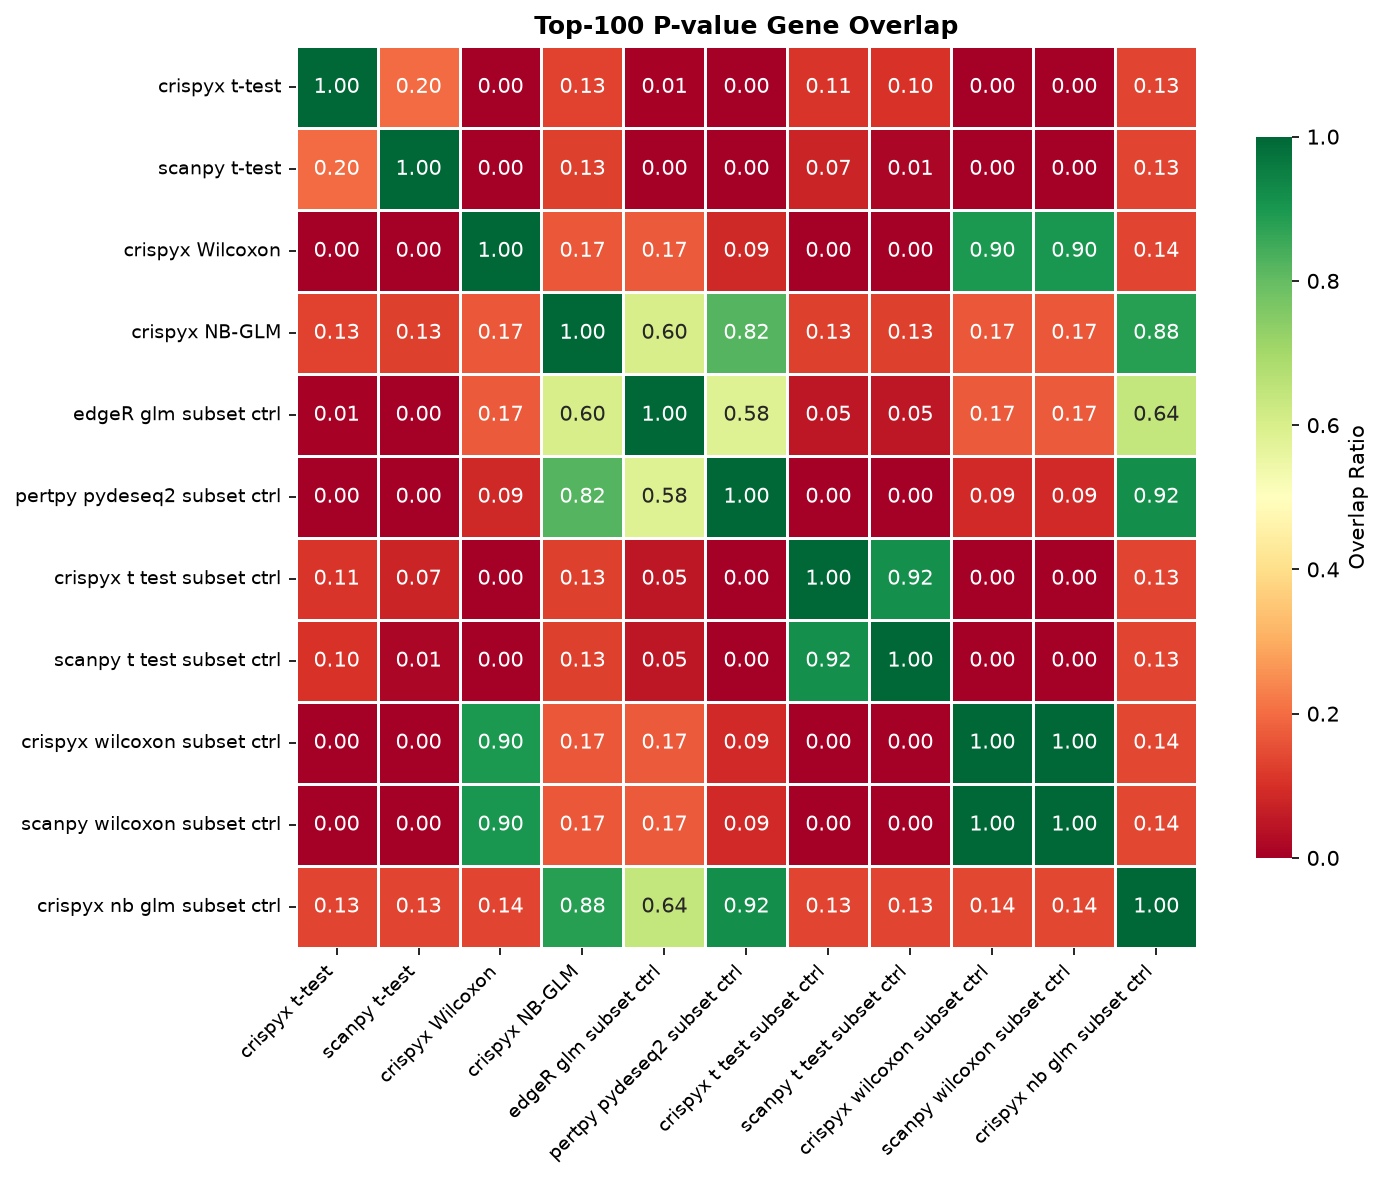 Top-100 P-value Gene Overlap
crispyx t-test 1.00 0.20 0.00 0.13 0.01 0.00 0.11 0.10 0.00 0.00 0.13
scanpy t-test 0.20 1.00 0.00 0.13 0.00 0.00 0.07 0.01 0.00 0.00 0.13
crispyx Wilcoxon 0.00 0.00 1.00 0.17 0.17 0.09 0.00 0.00 0.90 0.90 0.14
crispyx NB-GLM 0.13 0.13 0.17 1.00 0.60 0.82 0.13 0.13 0.17 0.17 0.88
edgeR glm subset ctrl 0.01 0.00 0.17 0.60 1.00 0.58 0.05 0.05 0.17 0.17 0.64
pertpy pydeseq2 subset ctrl 0.00 0.00 0.09 0.82 0.58 1.00 0.00 0.00 0.09 0.09 0.92
crispyx t test subset ctrl 0.11 0.07 0.00 0.13 0.05 0.00 1.00 0.92 0.00 0.00 0.13
scanpy t test subset ctrl 0.10 0.01 0.00 0.13 0.05 0.00 0.92 1.00 0.00 0.00 0.13
crispyx wilcoxon subset ctrl 0.00 0.00 0.90 0.17 0.17 0.09 0.00 0.00 1.00 1.00 0.14
scanpy wilcoxon subset ctrl 0.00 0.00 0.90 0.17 0.17 0.09 0.00 0.00 1.00 1.00 0.14
crispyx nb glm subset ctrl 0.13 0.13 0.14 0.88 0.64 0.92 0.13 0.13 0.14 0.14 1.00
crispyx t-test
scanpy t-test
crispyx Wilcoxon
crispyx NB-GLM
edgeR glm subset ctrl
pertpy pydeseq2 subset ctrl
crispyx t test subset ctrl
scanpy t test subset ctrl
crispyx wilcoxon subset ctrl
scanpy wilcoxon subset ctrl
crispyx nb glm subset ctrl
1.0
0.8
0.6
0.4
0.2
0.0
Overlap Ratio